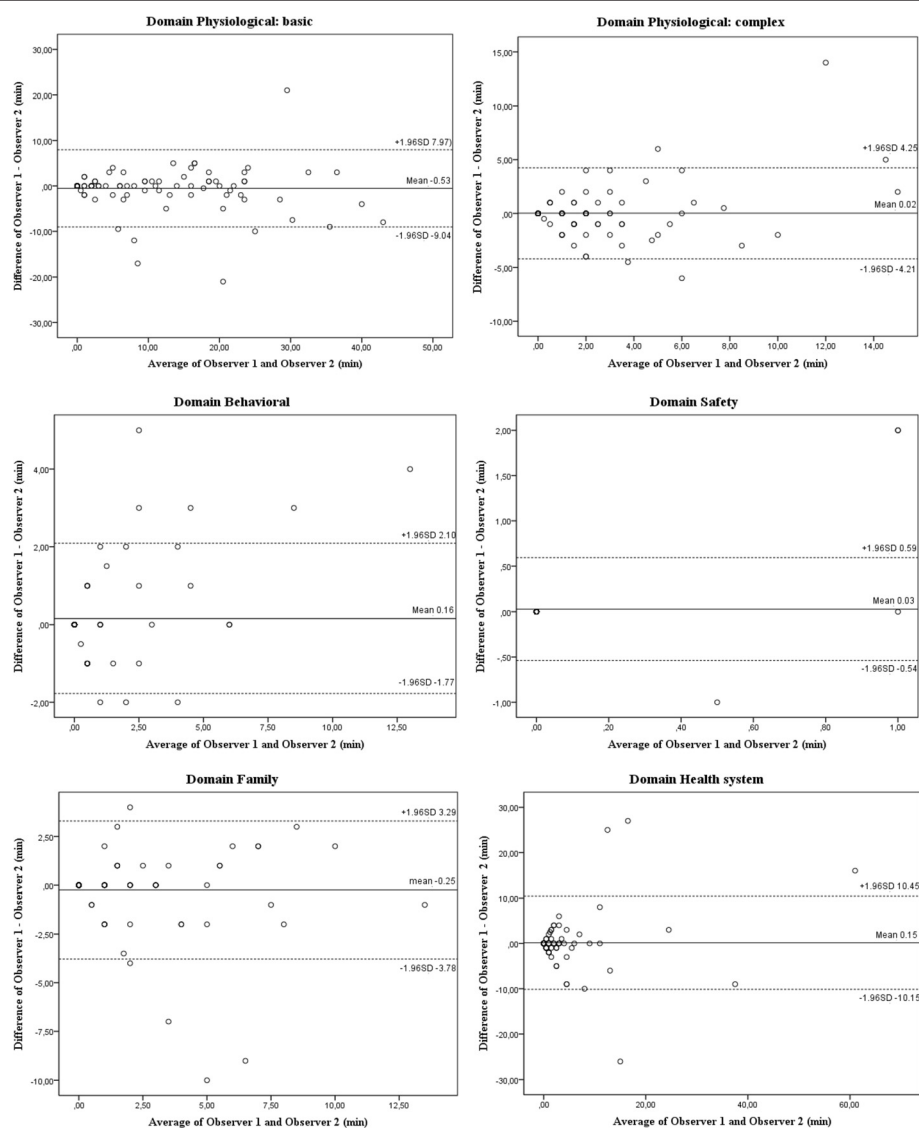 Domain Physiological: basic
Difference of Observer 1 - Observer 2 (min)
30,00
20,00
10,00
,00
-10,00
-20,00
-30,00
+1.96SD 7.97)
Mean -0.53
-1.96SD -9.04
,00 10,00 20,00 30,00 40,00 50,00
Average of Observer 1 and Observer 2 (min)
Domain Physiological: complex
Difference of Observer 1 - Observer 2 (min)
15,00
10,00
5,00
,00
-5,00
-10,00
+1.96SD 4.25
Mean 0.02
-1.96SD -4.21
,00 2,00 4,00 6,00 8,00 10,00 12,00 14,00
Average of Observer 1 and Observer 2 (min)
Domain Behavioral
Difference of Observer 1 - Observer 2 (min)
4,00
2,00
,00
-2,00
+1.96SD 2.10
Mean 0.16
-1.96SD -1.77
,00 2,50 5,00 7,50 10,00 12,50
Average of Observer 1 and Observer 2 (min)
Domain Safety
Difference of Observer 1 - Observer 2 (min)
2,00
1,50
1,00
,50
,00
-,50
-1,00
+1.96SD 0.59
Mean 0.03
-1.96SD -0.54
,00 ,20 ,40 ,60 ,80 1,00
Average of Observer 1 and Observer 2 (min)
Domain Family
Difference of Observer 1 - Observer 2 (min)
2,50
,00
-2,50
-5,00
-7,50
-10,00
+1.96SD 3.29
mean -0.25
-1.96SD -3.78
,00 2,50 5,00 7,50 10,00 12,50
Average of Observer 1 and Observer 2 (min)
Domain Health system
Difference of Observer 1 - Observer 2 (min)
30,00
20,00
10,00
,00
-10,00
-20,00
-30,00
+1.96SD 10.45
Mean 0.15
-1.96SD -10.15
,00 20,00 40,00 60,00
Average of Observer 1 and Observer 2 (min)